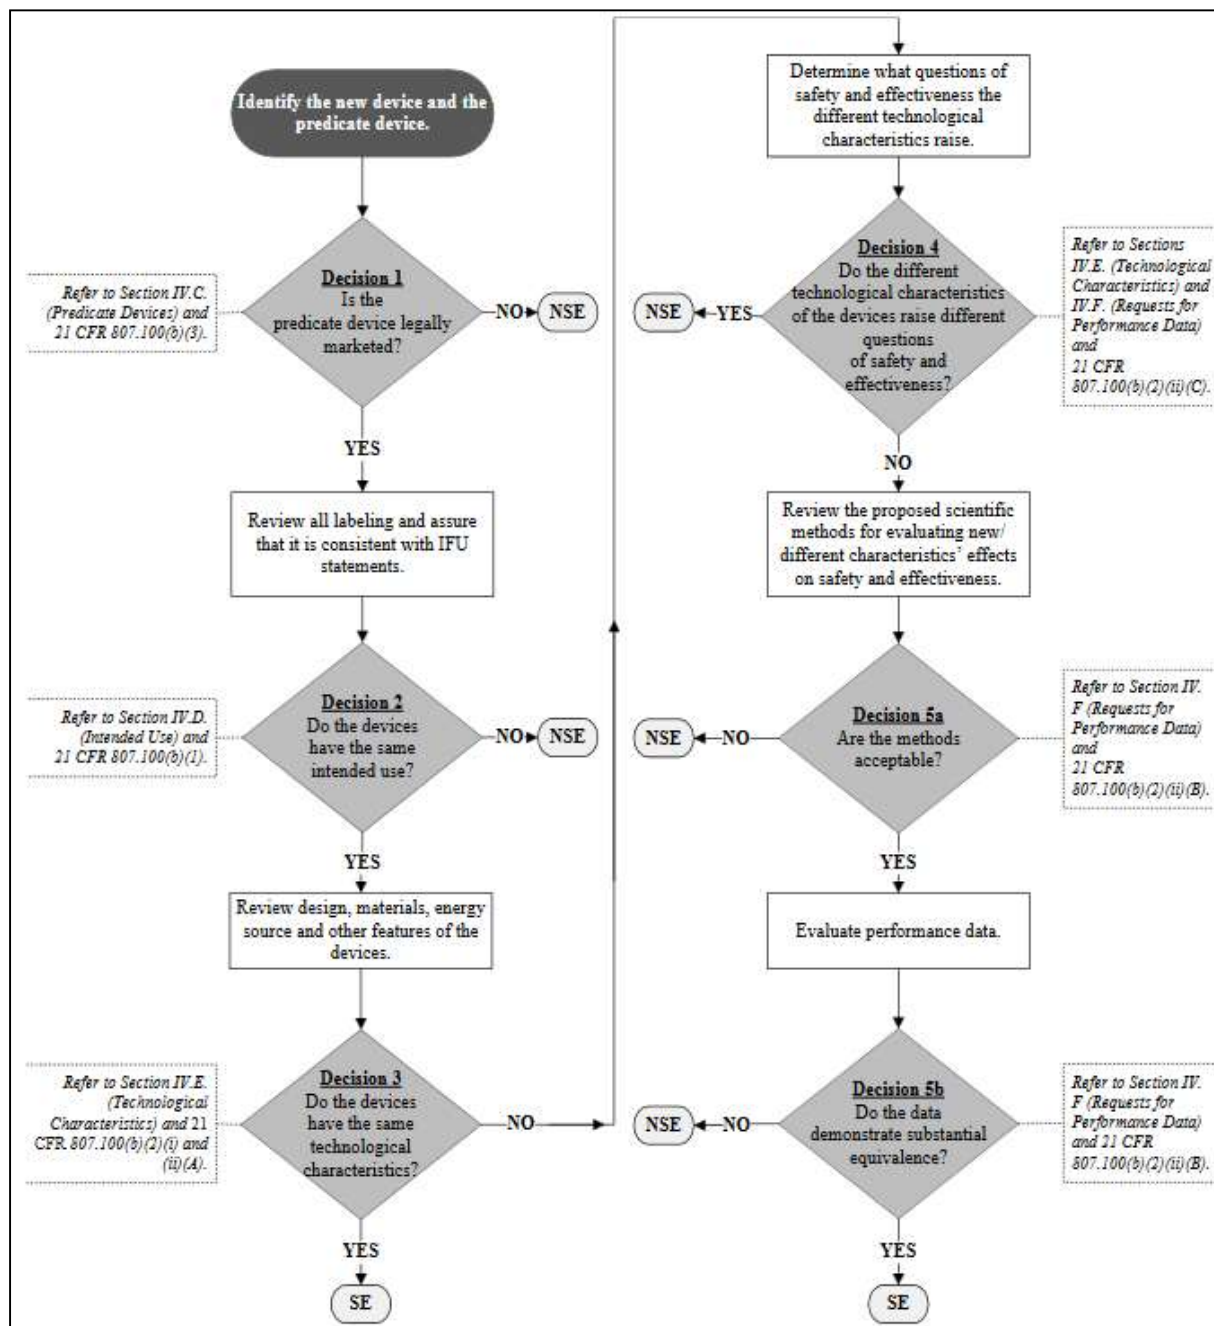 Identify the new device and the
predicate device.
Decision 1
Is the
predicate device legally
marketed?
Refer to Section IV.C.
(Predicate Devices) and
21 CFR 807.100(b)(3).
NO
NSE
YES
Review all labeling and assure
that it is consistent with IFU
statements.
Decision 2
Do the devices
have the same
intended use?
Refer to Section IV.D.
(Intended Use) and
21 CFR 807.100(b)(1).
NO
NSE
YES
Review design, materials, energy
source and other features of the
devices.
Decision 3
Do the devices
have the same
technological
characteristics?
Refer to Section IV.E.
(Technological
Characteristics) and 21
CFR 807.100(b)(2)(i) and
(ii)(A).
NO
YES
SE
Determine what questions of
safety and effectiveness the
different technological
characteristics raise.
Decision 4
Do the different
technological characteristics
of the devices raise different
questions
of safety and
effectiveness?
Refer to Sections
IV.E. (Technological
Characteristics) and
IV.F. (Requests for
Performance Data)
and
21 CFR
807.100(b)(2)(ii)(C).
YES
NSE
NO
Review the proposed scientific
methods for evaluating new/
different characteristics’ effects
on safety and effectiveness.
Decision 5a
Are the methods
acceptable?
Refer to Section IV.
F (Requests for
Performance Data)
and
21 CFR
807.100(b)(2)(ii)(B).
NO
NSE
YES
Evaluate performance data.
Decision 5b
Do the data
demonstrate substantial
equivalence?
Refer to Section IV.
F (Requests for
Performance Data)
and 21 CFR
807.100(b)(2)(ii)(B).
NO
NSE
YES
SE